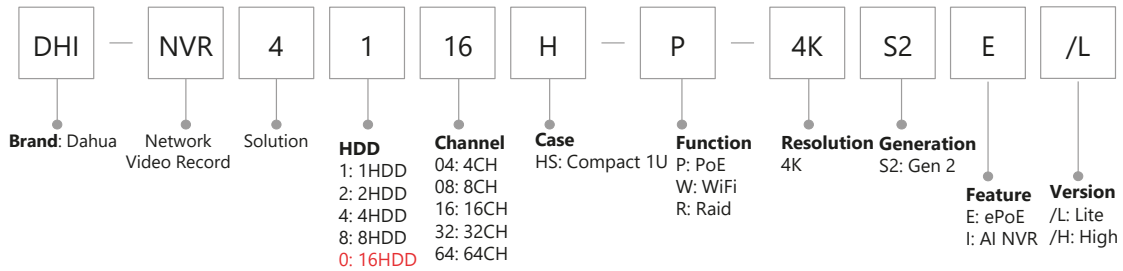 DHI — NVR 4 1 16 H — P — 4K S2 E /L
Brand: Dahua
Network
Video Record
Solution
HDD
1: 1HDD
2: 2HDD
4: 4HDD
8: 8HDD
0: 16HDD
Channel
04: 4CH
08: 8CH
16: 16CH
32: 32CH
64: 64CH
Case
HS: Compact 1U
Function
P: PoE
W: WiFi
R: Raid
Resolution
4K
Generation
S2: Gen 2
Feature
E: ePoE
I: AI NVR
Version
/L: Lite
/H: High